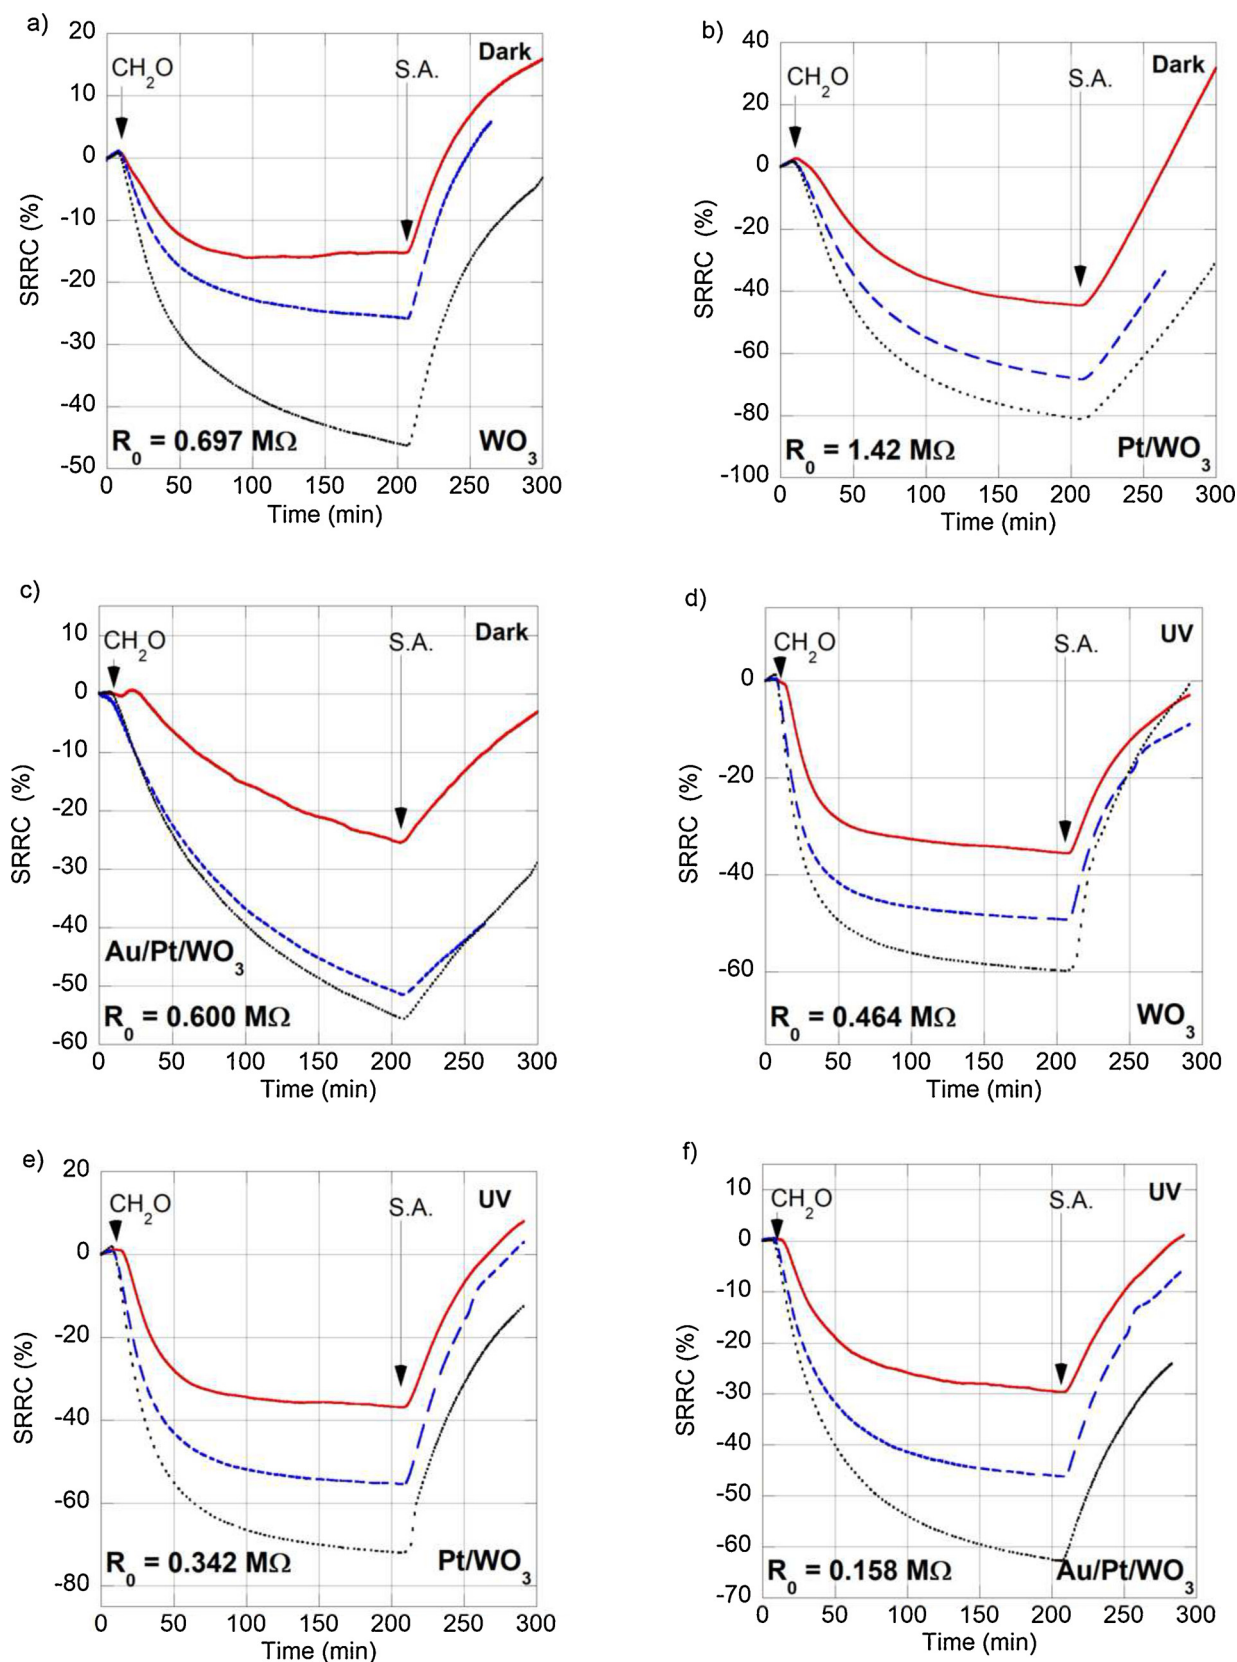 a)
20
10
0
-10
-20
-30
-40
-50
SRRC (%)
CH2O
S.A.
Dark
R0 = 0.697 MΩ
WO3
0 50 100 150 200 250 300
Time (min)
b)
40
20
0
-20
-40
-60
-80
-100
SRRC (%)
CH2O
S.A.
Dark
R0 = 1.42 MΩ
Pt/WO3
0 50 100 150 200 250 300
Time (min)
c)
10
0
-10
-20
-30
-40
-50
-60
SRRC (%)
CH2O
S.A.
Dark
Au/Pt/WO3
R0 = 0.600 MΩ
0 50 100 150 200 250 300
Time (min)
d)
0
-20
-40
-60
SRRC (%)
CH2O
S.A.
UV
R0 = 0.464 MΩ
WO3
0 50 100 150 200 250 300
Time (min)
e)
20
0
-20
-40
-60
-80
SRRC (%)
CH2O
S.A.
UV
R0 = 0.342 MΩ
Pt/WO3
0 50 100 150 200 250 300
Time (min)
f)
10
0
-10
-20
-30
-40
-50
-60
-70
SRRC (%)
CH2O
S.A.
UV
R0 = 0.158 MΩ
Au/Pt/WO3
0 50 100 150 200 250 300
Time (min)